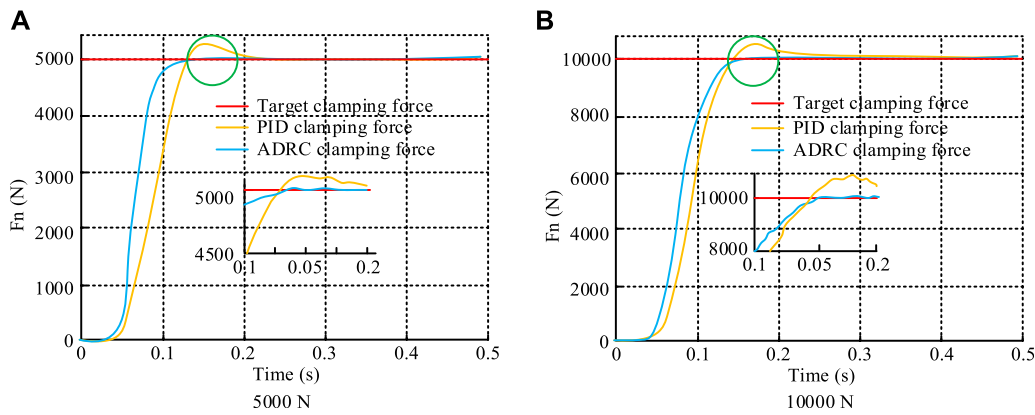 A
5000
4000
3000
2000
1000
0
Fn (N)
Target clamping force
PID clamping force
ADRC clamping force
5000
4500
0.1
0.05
0.2
0
0.1
0.2
0.3
0.4
0.5
Time (s)
5000 N
B
10000
8000
6000
4000
2000
0
Fn (N)
Target clamping force
PID clamping force
ADRC clamping force
10000
8000
0.1
0.05
0.2
0
0.1
0.2
0.3
0.4
0.5
Time (s)
10000 N